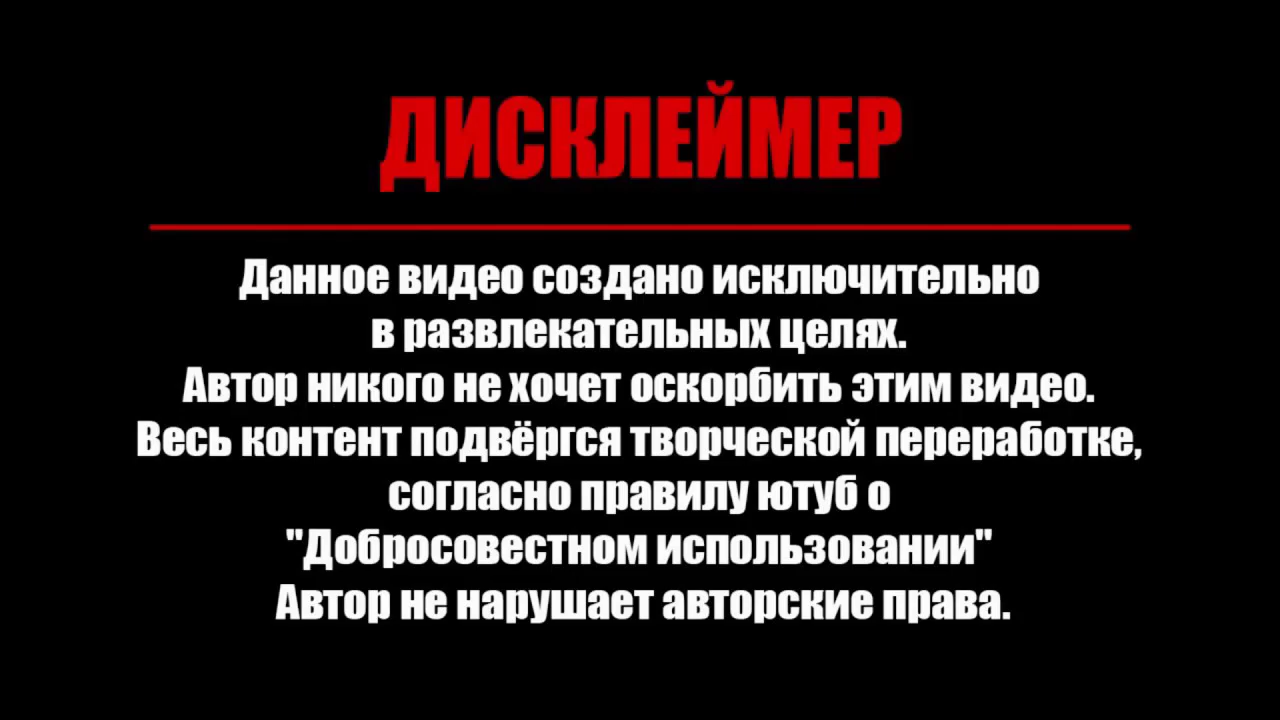 ДИСКЛЕЙМЕР
Данное видео создано исключительно
в развлекательных целях.
Автор никого не хочет оскорбить этим видео.
Весь контент подвёргся творческой переработке,
согласно правилу ютуб о
"Добросовестном использовании"
Автор не нарушает авторские права.